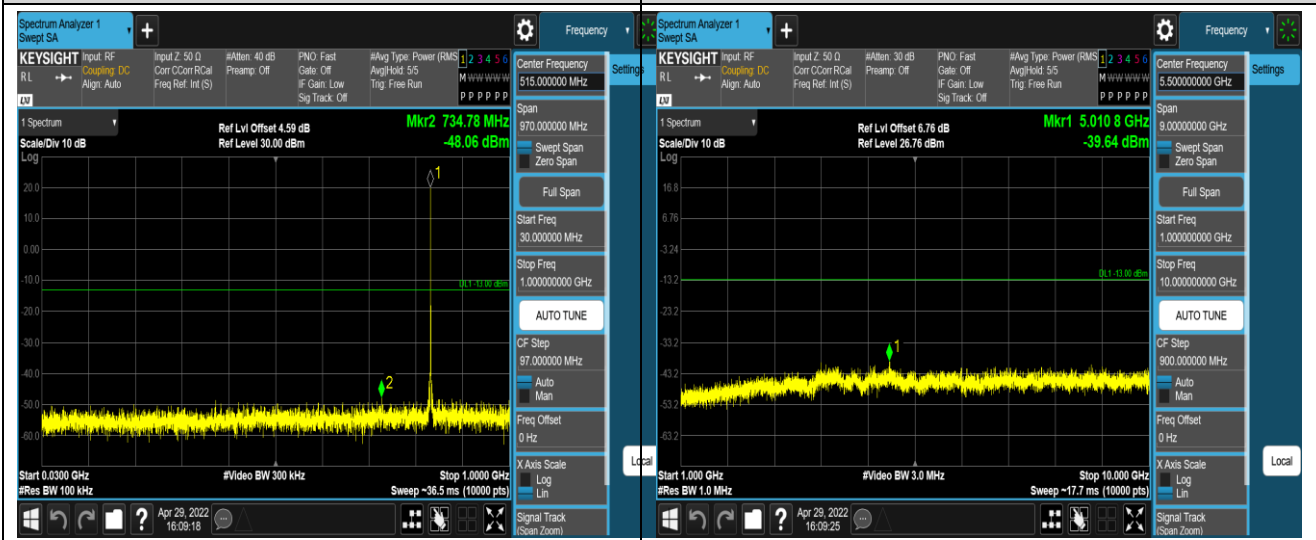 Spectrum Analyzer 1
Swept SA
+
Frequency
KEYSIGHT
RL
LXI
Input: RF
Coupling: DC
Align: Auto
Input Z: 50 Ω
Corr CCorr RCal
Freq Ref: Int (S)
#Atten: 40 dB
Preamp: Off
PNO: Fast
Gate: Off
IF Gain: Low
Sig Track: Off
#Avg Type: Power (RMS
Avg|Hold: 5/5
Trig: Free Run
1 2 3 4 5 6
M W W W W W
P P P P P P
Center Frequency
515.000000 MHz
Settings
1 Spectrum
Scale/Div 10 dB
Log
Ref Lvl Offset 4.59 dB
Ref Level 30.00 dBm
Mkr2 734.78 MHz
-48.06 dBm
Span
970.000000 MHz
Swept Span
Zero Span
Full Span
Start Freq
30.000000 MHz
Stop Freq
1.000000000 GHz
AUTO TUNE
CF Step
97.000000 MHz
Auto
Man
Freq Offset
0 Hz
X Axis Scale
Log
Lin
Signal Track
(Span Zoom)
Local
1
20.0
10.0
0.00
-10.0
DL1 -13.00 dBm
-20.0
-30.0
-40.0
2
-50.0
-60.0
Start 0.0300 GHz
#Res BW 100 kHz
#Video BW 300 kHz
Stop 1.0000 GHz
Sweep ~36.5 ms (10000 pts)
?
Apr 29, 2022
16:09:18
Spectrum Analyzer 1
Swept SA
+
Frequency
KEYSIGHT
RL
LXI
Input: RF
Coupling: DC
Align: Auto
Input Z: 50 Ω
Corr CCorr RCal
Freq Ref: Int (S)
#Atten: 30 dB
Preamp: Off
PNO: Fast
Gate: Off
IF Gain: Low
Sig Track: Off
#Avg Type: Power (RMS
Avg|Hold: 5/5
Trig: Free Run
1 2 3 4 5 6
M W W W W W
P P P P P P
Center Frequency
5.500000000 GHz
Settings
1 Spectrum
Scale/Div 10 dB
Log
Ref Lvl Offset 6.76 dB
Ref Level 26.76 dBm
Mkr1 5.010 8 GHz
-39.64 dBm
Span
9.00000000 GHz
Swept Span
Zero Span
Full Span
Start Freq
1.000000000 GHz
Stop Freq
10.000000000 GHz
AUTO TUNE
CF Step
900.000000 MHz
Auto
Man
Freq Offset
0 Hz
X Axis Scale
Log
Lin
Signal Track
(Span Zoom)
Local
16.8
6.76
-3.24
-13.2
DL1 -13.00 dBm
-23.2
-33.2
1
-43.2
-53.2
-63.2
Start 1.000 GHz
#Res BW 1.0 MHz
#Video BW 3.0 MHz
Stop 10.000 GHz
Sweep ~17.7 ms (10000 pts)
?
Apr 29, 2022
16:09:25